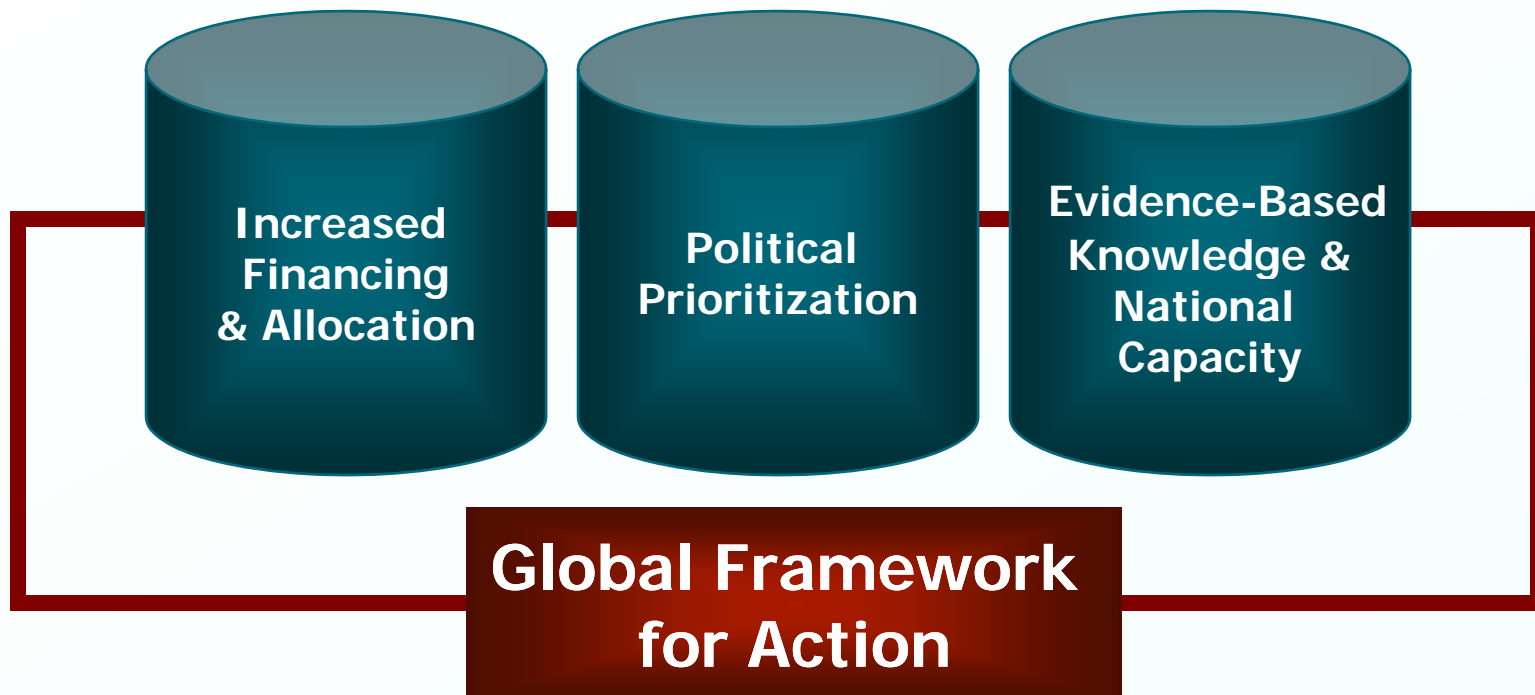 Increased
Financing
& Allocation
Political
Prioritization
Evidence-Based
Knowledge &
National
Capacity
Global Framework
for Action